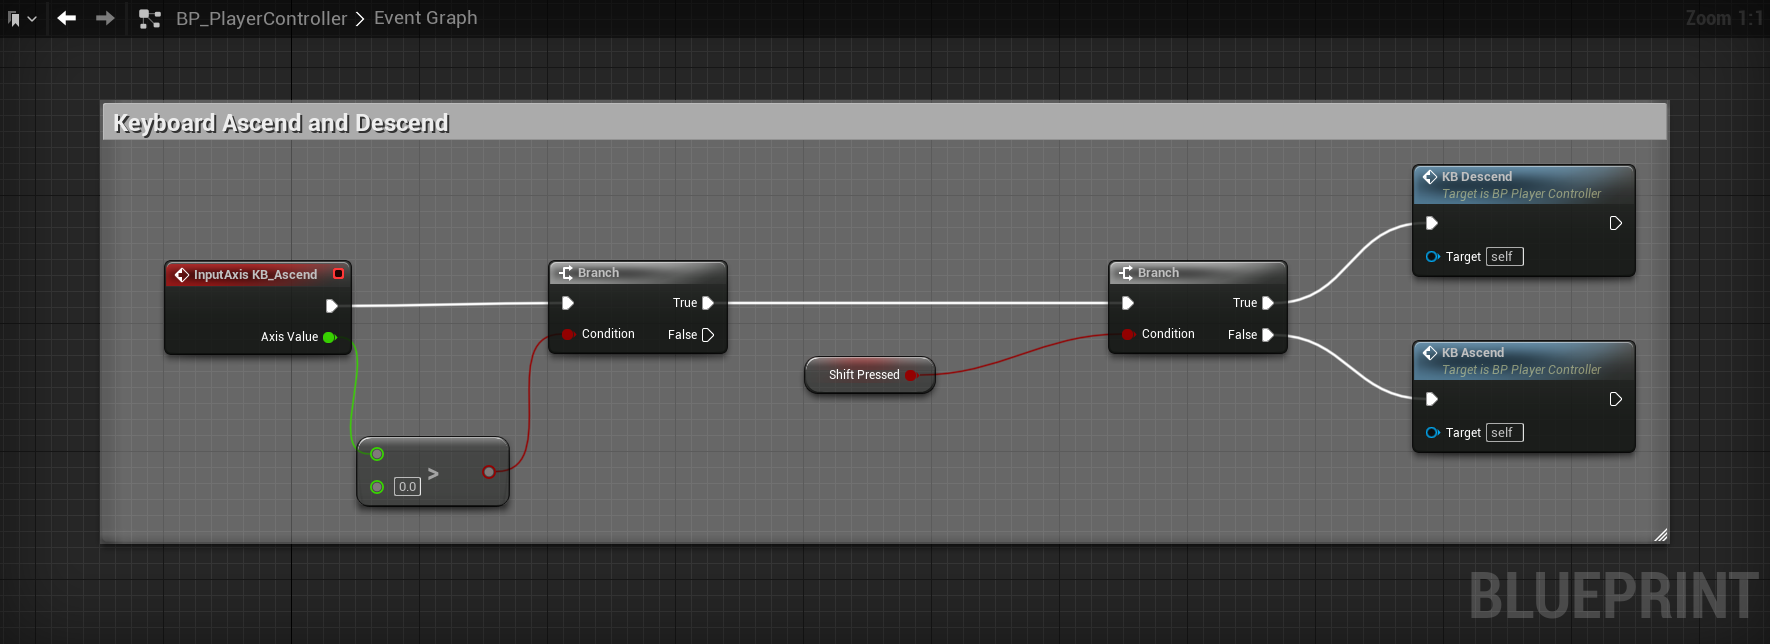 BP_PlayerController > Event Graph
Zoom 1:1
Keyboard Ascend and Descend
InputAxis KB_Ascend
Axis Value
0.0
>
Branch
True
Condition
False
Shift Pressed
Branch
True
Condition
False
KB Descend
Target is BP Player Controller
Target self
KB Ascend
Target is BP Player Controller
Target self
BLUEPRINT